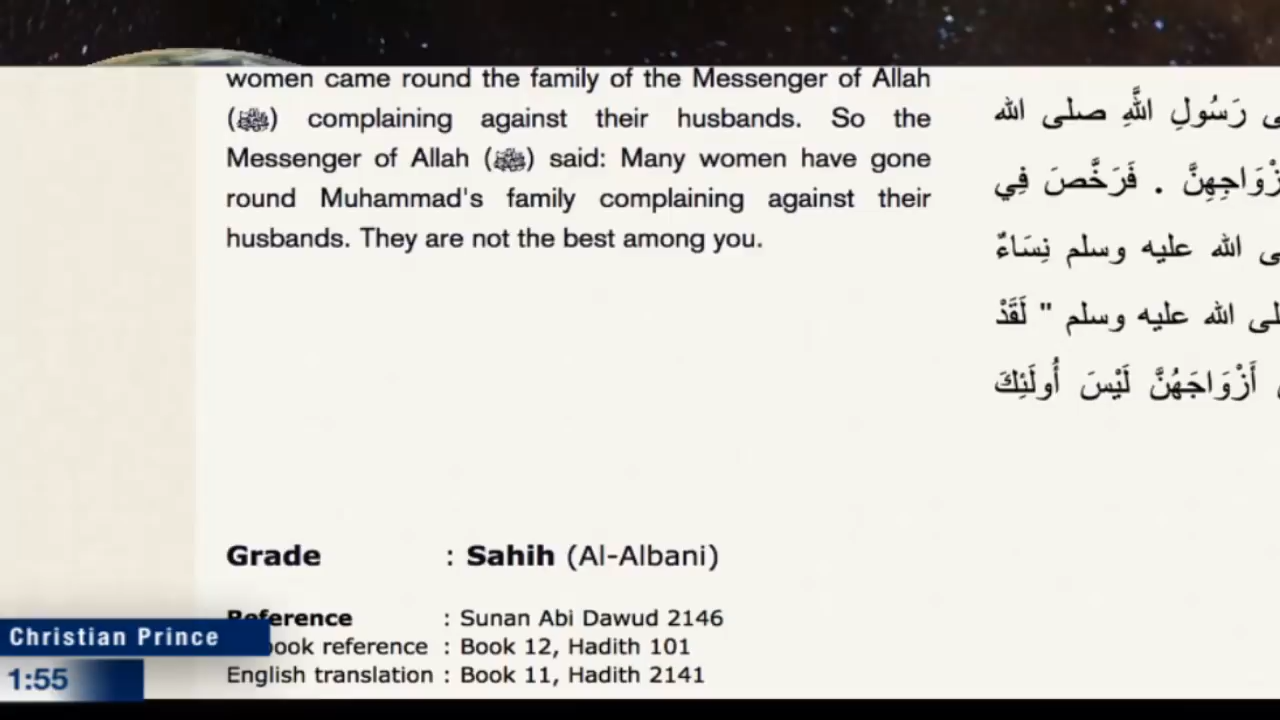 women came round the family of the Messenger of Allah
(ﷺ) complaining against their husbands. So the
Messenger of Allah (ﷺ) said: Many women have gone
round Muhammad's family complaining against their
husbands. They are not the best among you.
رَسُولِ اللَّهِ صلى الله
فَرَخَّصَ فِي .
الله عليه وسلم نِسَاءٌ
الله عليه وسلم " لَقَدْ
أَزْوَاجَهُنَّ لَيْسَ أُولَئِكَ
Grade : Sahih (Al-Albani)
Reference : Sunan Abi Dawud 2146
book reference : Book 12, Hadith 101
English translation : Book 11, Hadith 2141
Christian Prince
1:55